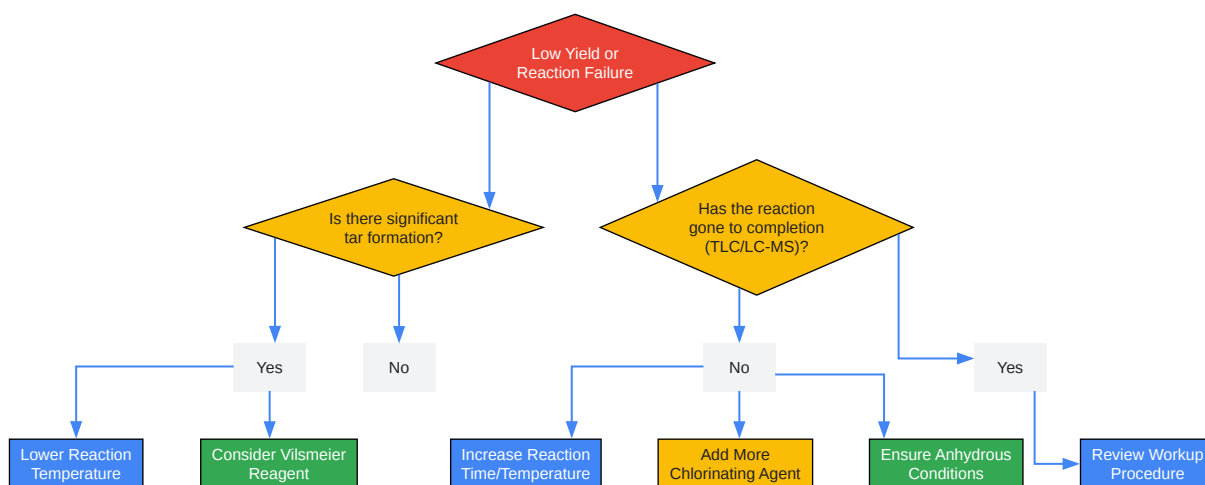 Low Yield or
Reaction Failure
Is there significant
tar formation?
Has the reaction
gone to completion
(TLC/LC-MS)?
Yes
No
No
Yes
Lower Reaction
Temperature
Consider Vilsmeier
Reagent
Increase Reaction
Time/Temperature
Add More
Chlorinating Agent
Ensure Anhydrous
Conditions
Review Workup
Procedure